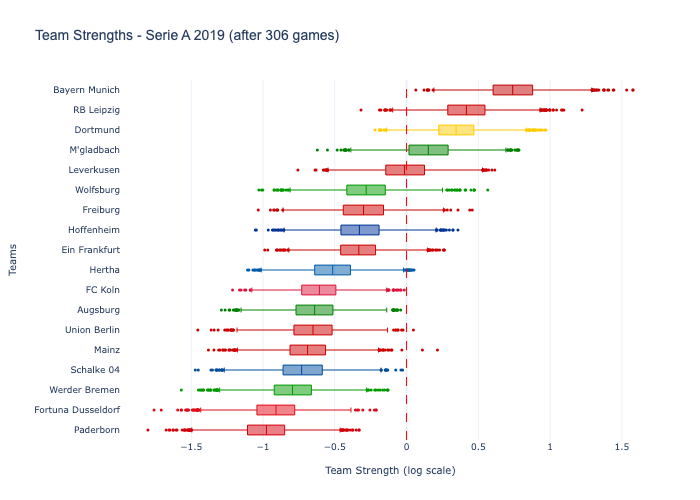 Team Strengths - Serie A 2019 (after 306 games)
Bayern Munich
RB Leipzig
Dortmund
M'gladbach
Leverkusen
Wolfsburg
Freiburg
Hoffenheim
Ein Frankfurt
Hertha
FC Koln
Augsburg
Union Berlin
Mainz
Schalke 04
Werder Bremen
Fortuna Dusseldorf
Paderborn
Teams
−1.5 −1 −0.5 0 0.5 1 1.5
Team Strength (log scale)